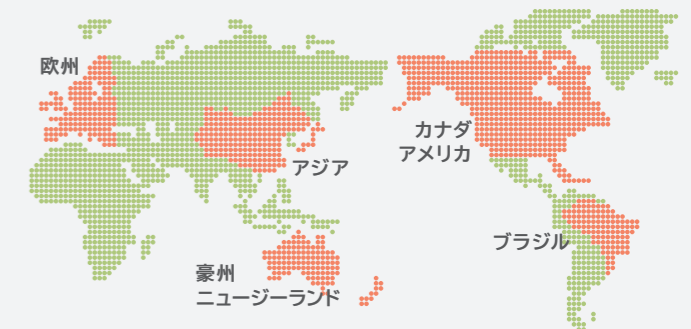 欧州
カナダ
アメリカ
アジア
ブラジル
豪州
ニュージーランド